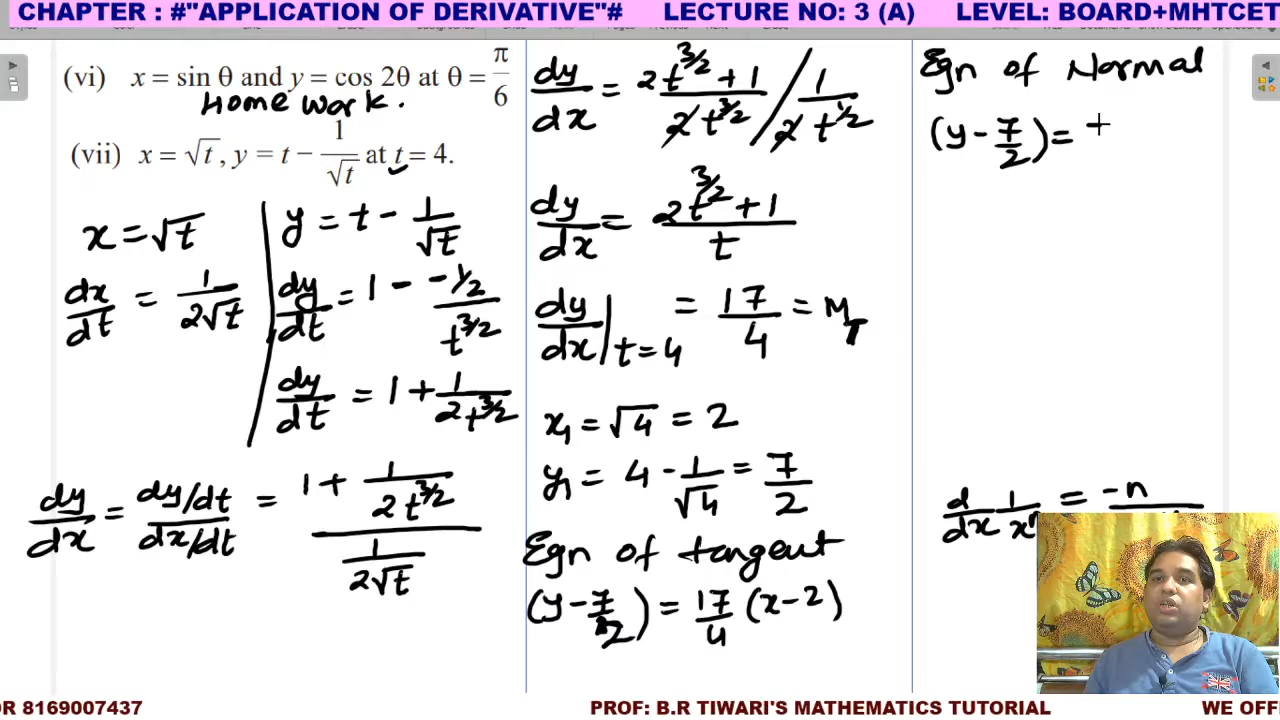 CHAPTER : #"APPLICATION OF DERIVATIVE"# LECTURE NO: 3 (A) LEVEL: BOARD+MHTCET
(vi) x = sin θ and y = cos 2θ at θ = π/6
Home work.
(vii) x = √t, y = t − 1/√t at t = 4.
x = √t
dx/dt = 1/2√t
y = t − 1/√t
dy/dt = 1 − −1/2/t^3/2
dy/dt = 1 + 1/2t^3/2
dy/dx = dy/dt/dx/dt = 1 + 1/2t^3/2/1/2√t
dy/dx = 2t^3/2 + 1/2t^3/2 / 1/2t^1/2
dy/dx = 2t^3/2 + 1/t
dy/dx|t=4 = 17/4 = MT
x1 = √4 = 2
y1 = 4 − 1/√4 = 7/2
Eqn of tangent
(y − 7/2) = 17/4 (x − 2)
Eqn of Normal
(y − 7/2) = +
d/dx 1/x^n = −n
OR 8169007437 PROF: B.R TIWARI'S MATHEMATICS TUTORIAL WE OFF